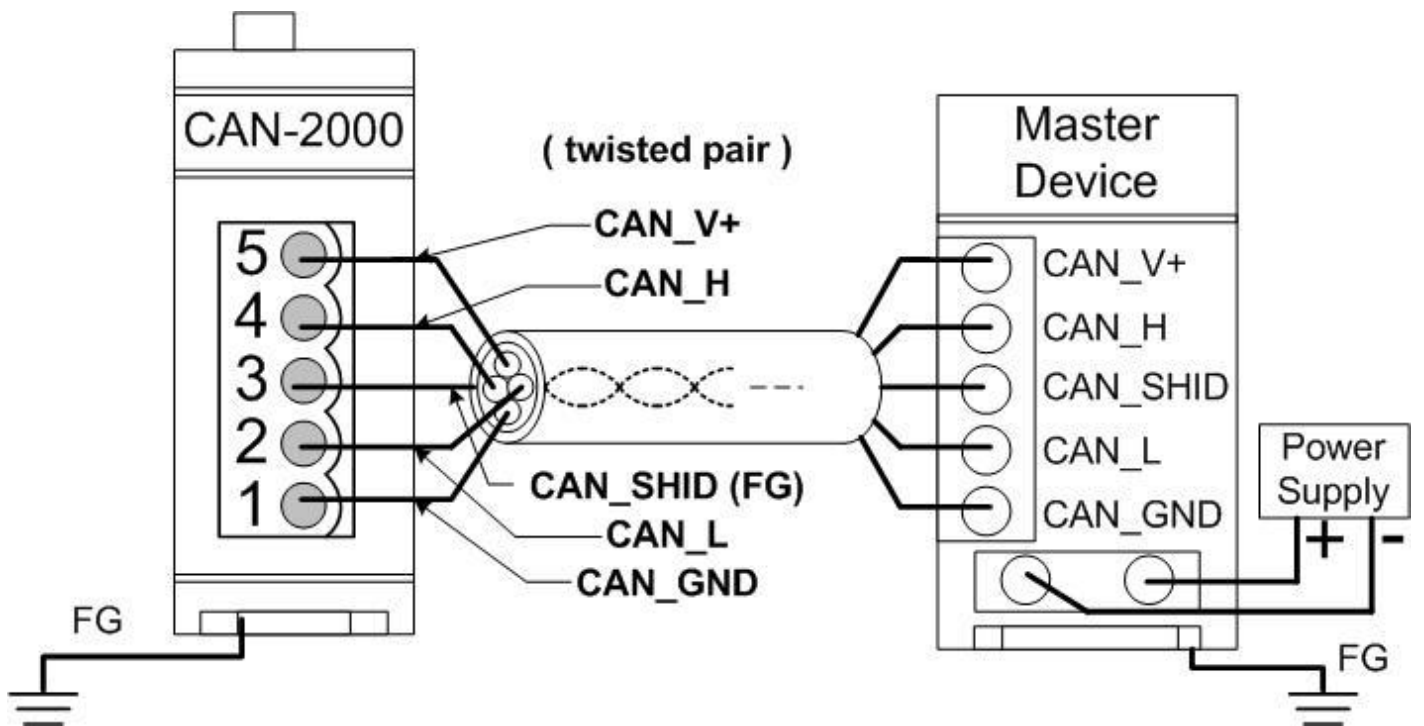 CAN-2000
( twisted pair )
CAN_V+
CAN_H
5
4
3
2
1
CAN_SHID (FG)
CAN_L
CAN_GND
FG
Master
Device
CAN_V+
CAN_H
CAN_SHID
CAN_L
CAN_GND
Power
Supply
+ -
FG